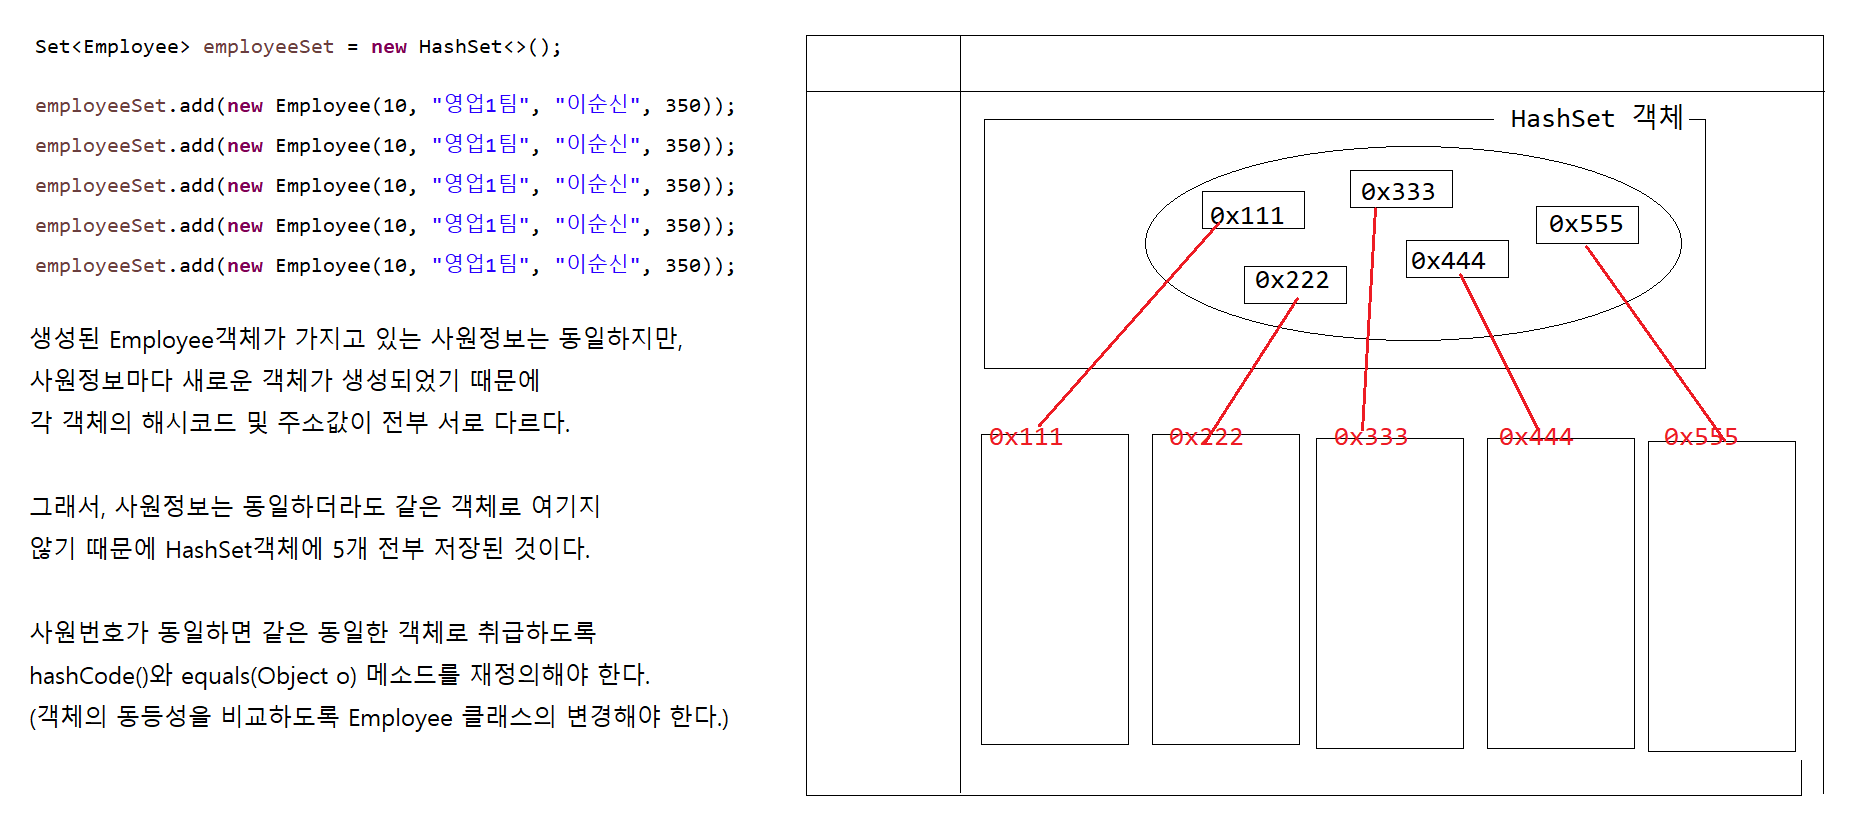 Set<Employee> employeeSet = new HashSet<>();
employeeSet.add(new Employee(10, "영업1팀", "이순신", 350));
employeeSet.add(new Employee(10, "영업1팀", "이순신", 350));
employeeSet.add(new Employee(10, "영업1팀", "이순신", 350));
employeeSet.add(new Employee(10, "영업1팀", "이순신", 350));
employeeSet.add(new Employee(10, "영업1팀", "이순신", 350));
생성된 Employee객체가 가지고 있는 사원정보는 동일하지만,
사원정보마다 새로운 객체가 생성되었기 때문에
각 객체의 해시코드 및 주소값이 전부 서로 다르다.
그래서, 사원정보는 동일하더라도 같은 객체로 여기지
않기 때문에 HashSet객체에 5개 전부 저장된 것이다.
사원번호가 동일하면 같은 동일한 객체로 취급하도록
hashCode()와 equals(Object o) 메소드를 재정의해야 한다.
(객체의 동등성을 비교하도록 Employee 클래스의 변경해야 한다.)
HashSet 객체
0x111
0x333
0x555
0x444
0x222
0x111
0x222
0x333
0x444
0x555